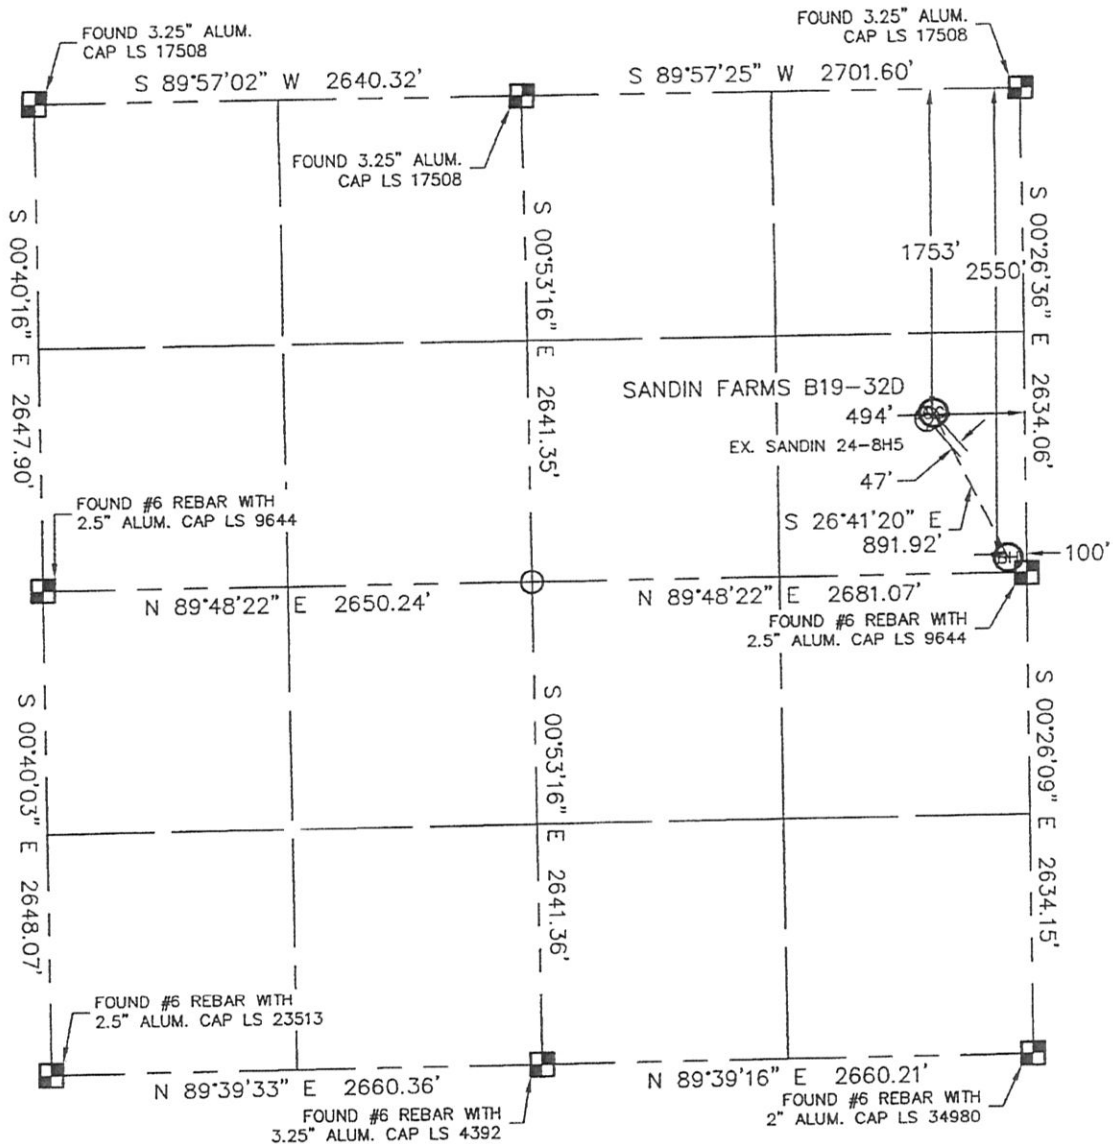 FOUND 3.25" ALUM.
CAP LS 17508
FOUND 3.25" ALUM.
CAP LS 17508
S 89°57'02" W 2640.32'
S 89°57'25" W 2701.60'
FOUND 3.25" ALUM.
CAP LS 17508
S 00°40'16" E 2647.90'
S 00°53'16" E 2641.35'
S 00°26'36" E 2634.06'
1753'
2550'
SANDIN FARMS B19-32D
494'
EX. SANDIN 24-8H5
47'
S 26°41'20" E
891.92'
BH
100'
FOUND #6 REBAR WITH
2.5" ALUM. CAP LS 9644
N 89°48'22" E 2650.24'
N 89°48'22" E 2681.07'
FOUND #6 REBAR WITH
2.5" ALUM. CAP LS 9644
S 00°40'03" E 2648.07'
S 00°53'16" E 2641.36'
S 00°26'09" E 2634.15'
FOUND #6 REBAR WITH
2.5" ALUM. CAP LS 23513
N 89°39'33" E 2660.36'
N 89°39'16" E 2660.21'
FOUND #6 REBAR WITH
3.25" ALUM. CAP LS 4392
FOUND #6 REBAR WITH
2" ALUM. CAP LS 34980